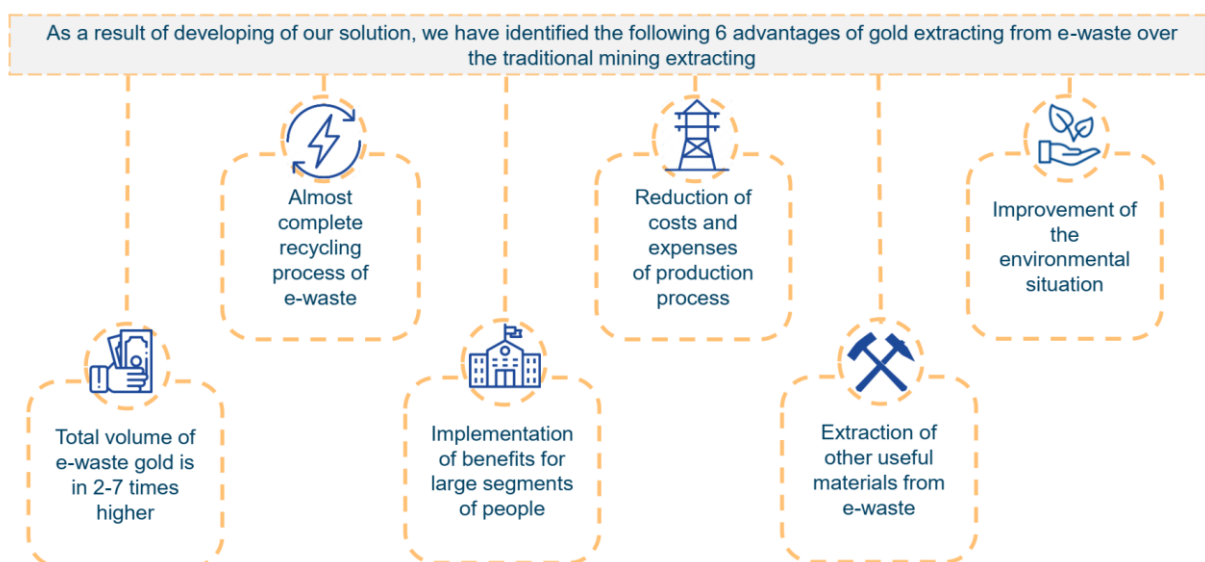 As a result of developing of our solution, we have identified the following 6 advantages of gold extracting from e-waste over
the traditional mining extracting
Total volume of
e-waste gold is
in 2-7 times
higher
Almost
complete
recycling
process of
e-waste
Implementation
of benefits for
large segments
of people
Reduction of
costs and
expenses
of production
process
Extraction of
other useful
materials from
e-waste
Improvement of
the
environmental
situation